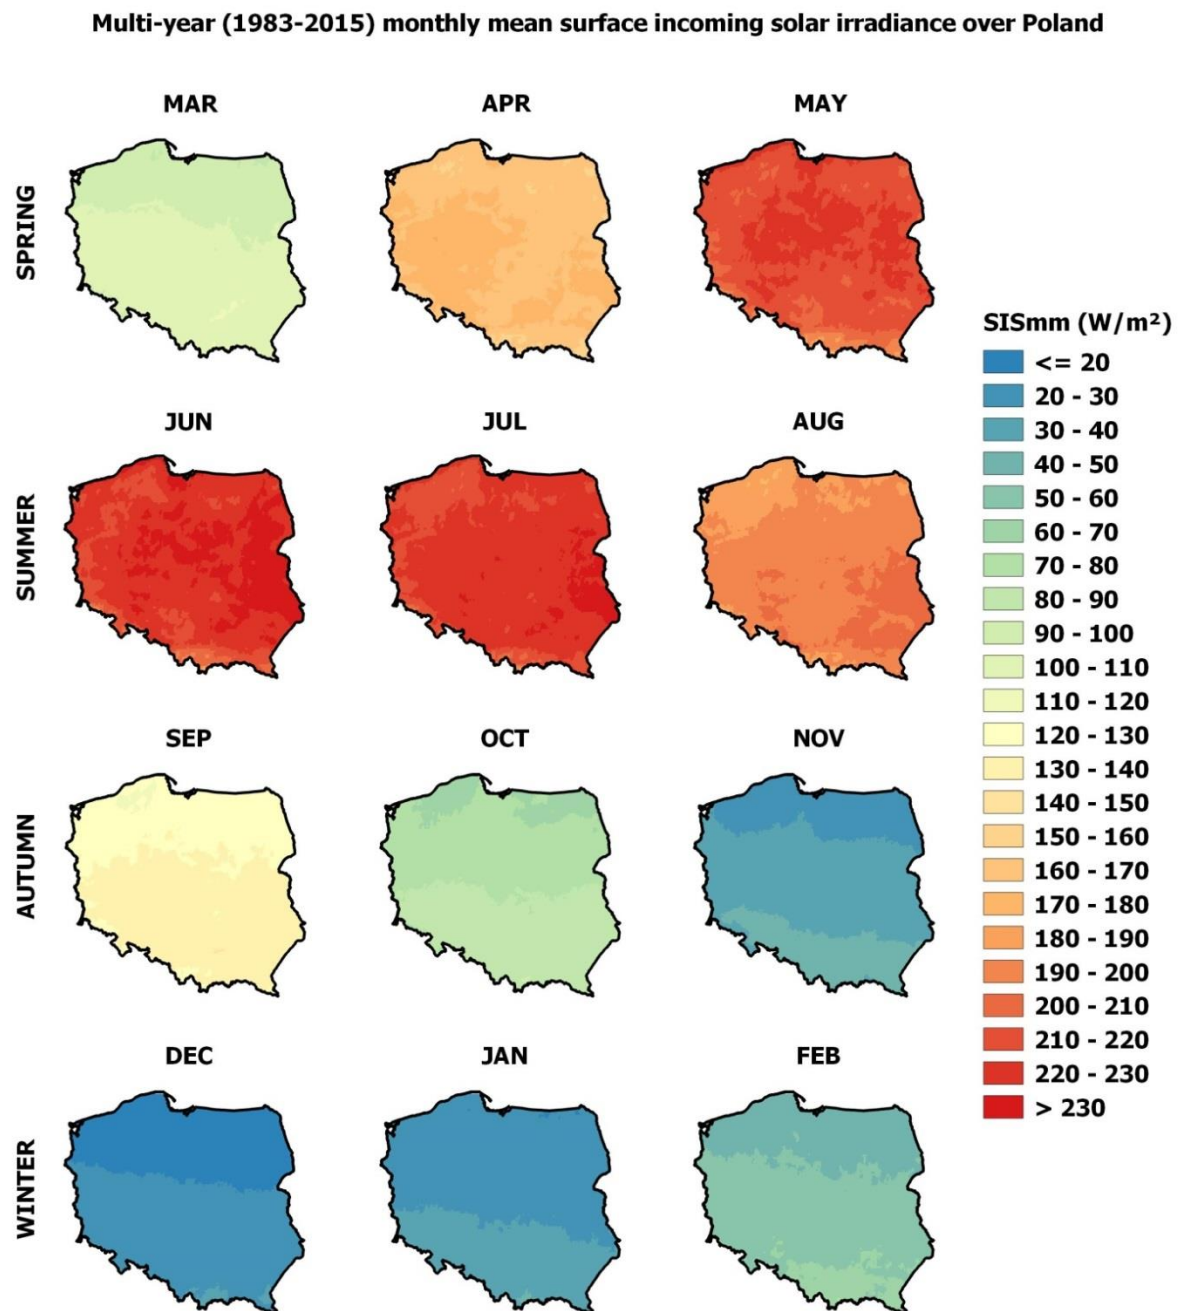 Multi-year (1983-2015) monthly mean surface incoming solar irradiance over Poland
MAR
APR
MAY
SPRING
JUN
JUL
AUG
SUMMER
SEP
OCT
NOV
AUTUMN
DEC
JAN
FEB
WINTER
SISmm (W/m²)
<= 20
20 - 30
30 - 40
40 - 50
50 - 60
60 - 70
70 - 80
80 - 90
90 - 100
100 - 110
110 - 120
120 - 130
130 - 140
140 - 150
150 - 160
160 - 170
170 - 180
180 - 190
190 - 200
200 - 210
210 - 220
220 - 230
> 230